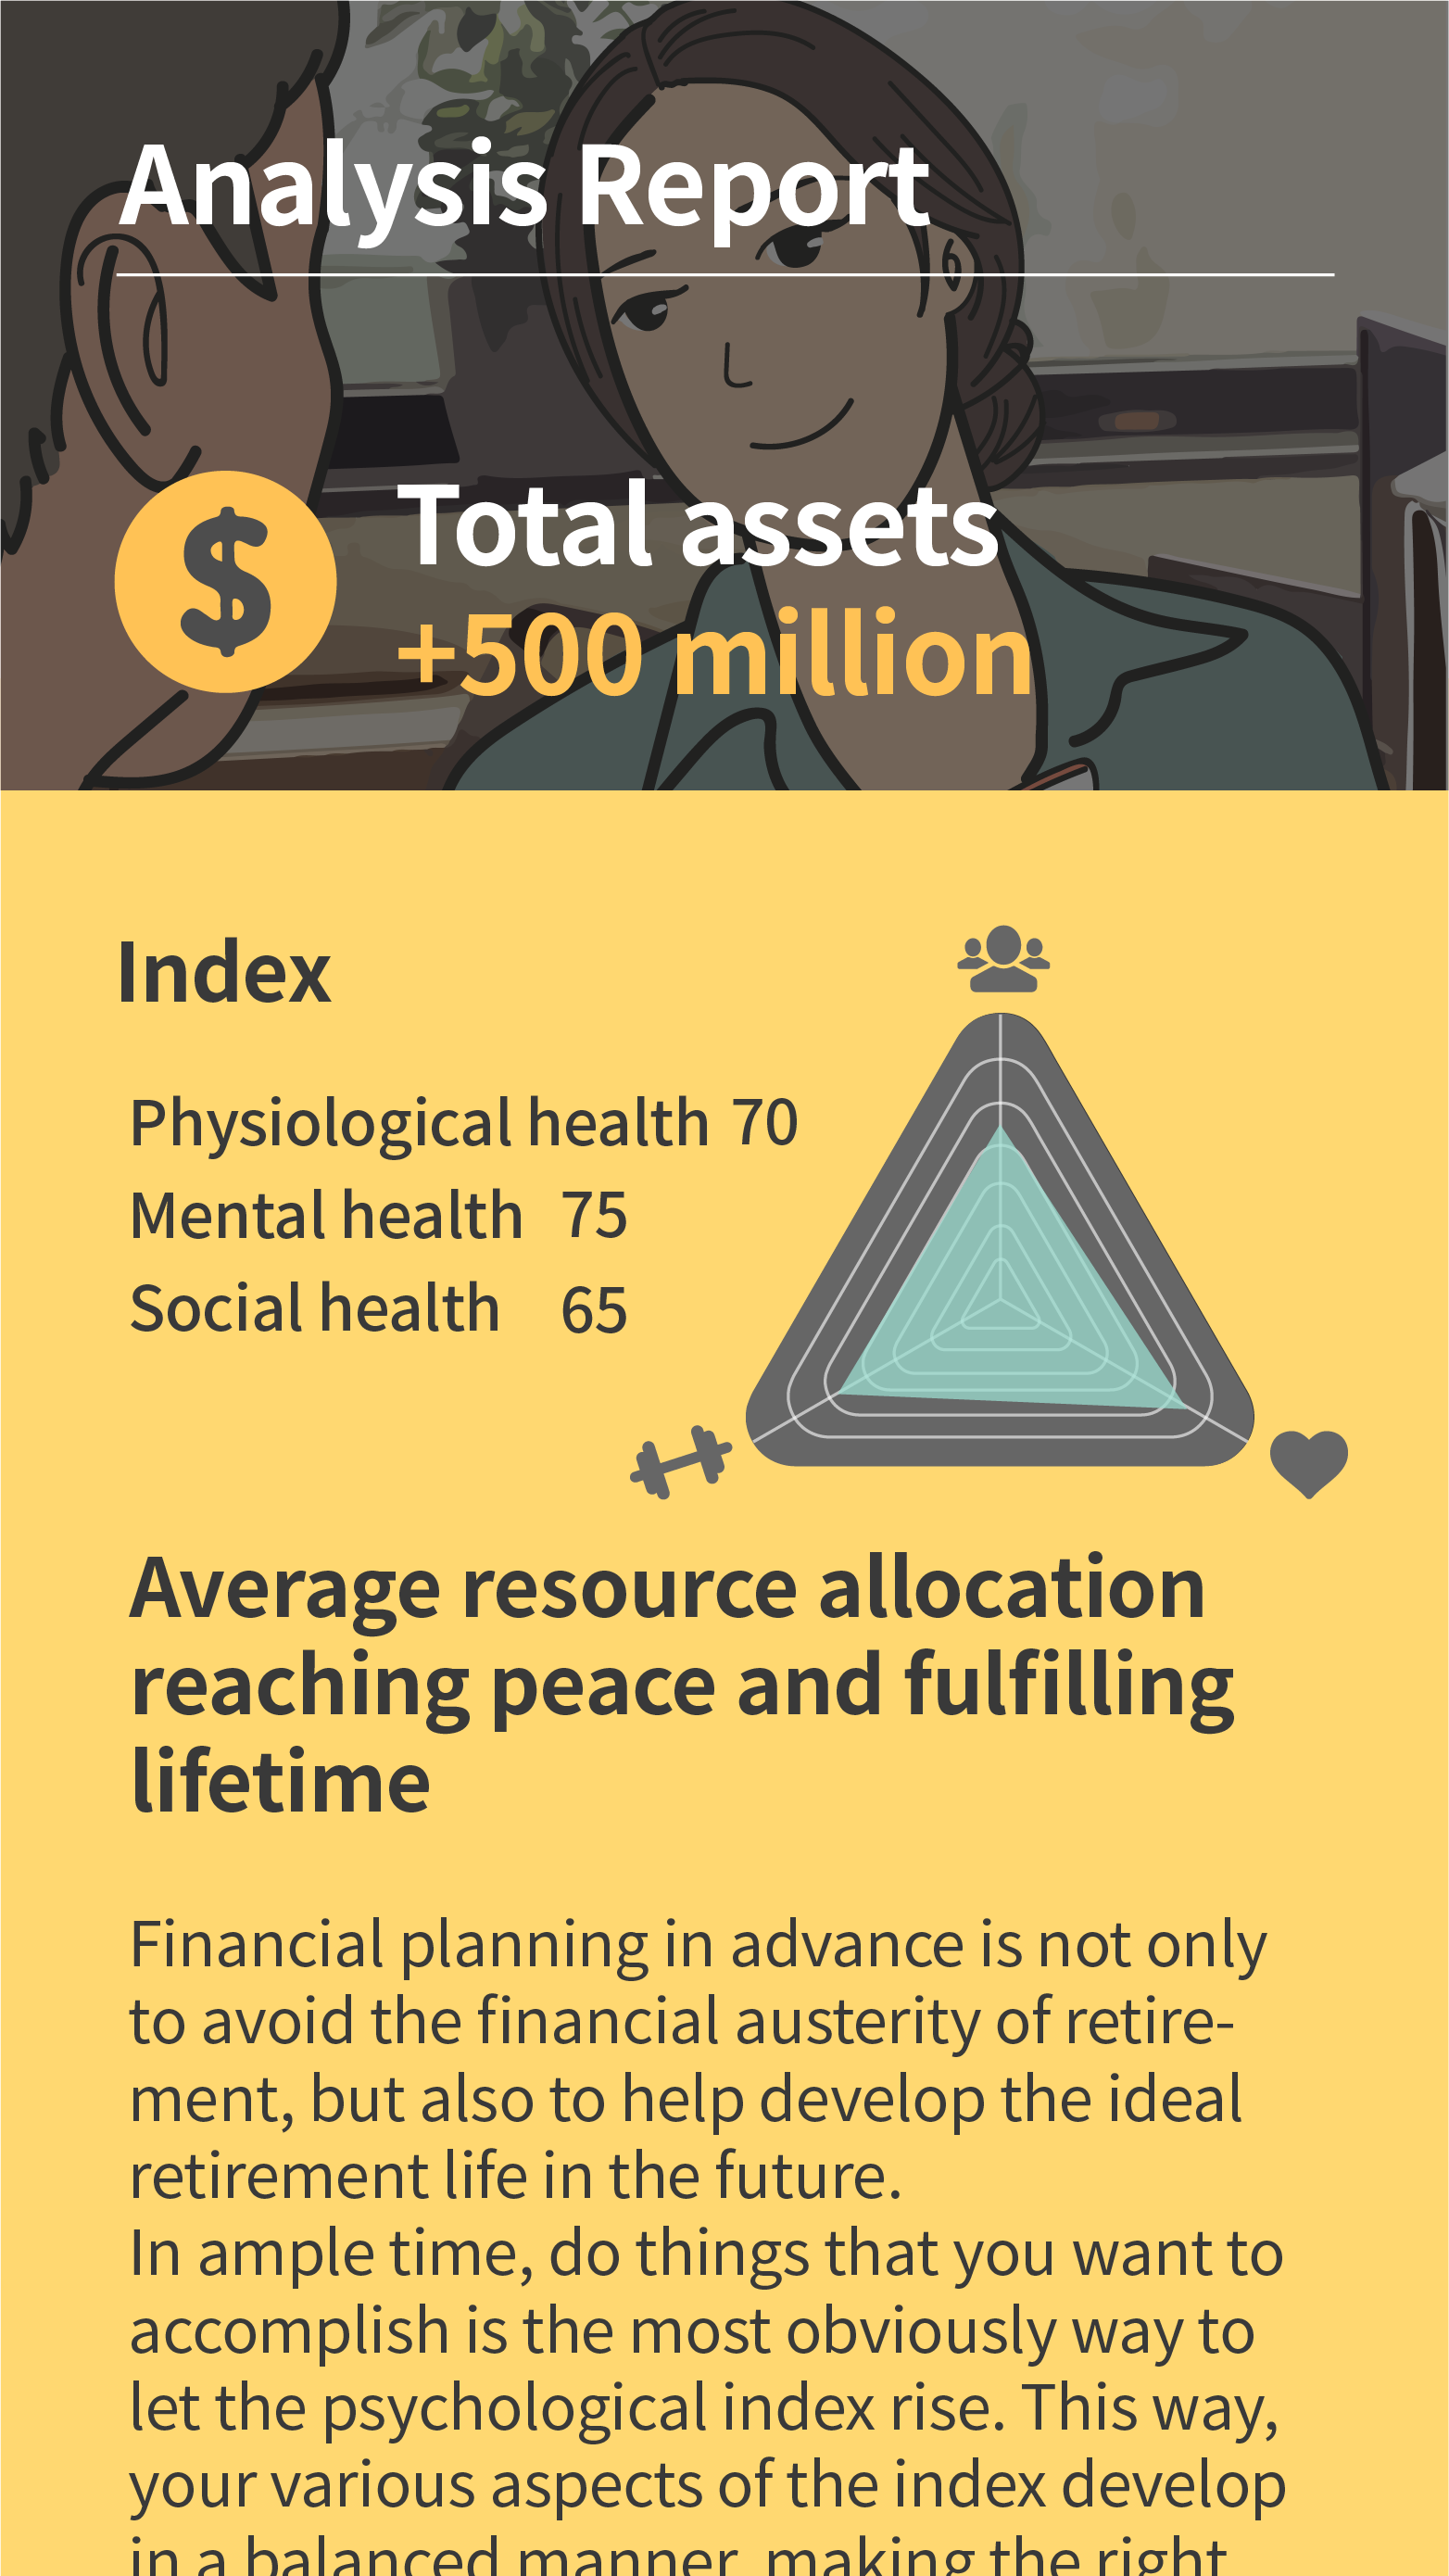 Analysis Report
$
Total assets
+500 million
Index
Physiological health 70
Mental health 75
Social health 65
Average resource allocation
reaching peace and fulfilling
lifetime
Financial planning in advance is not only
to avoid the financial austerity of retire-
ment, but also to help develop the ideal
retirement life in the future.
In ample time, do things that you want to
accomplish is the most obviously way to
let the psychological index rise. This way,
your various aspects of the index develop
in a balanced manner, making the right